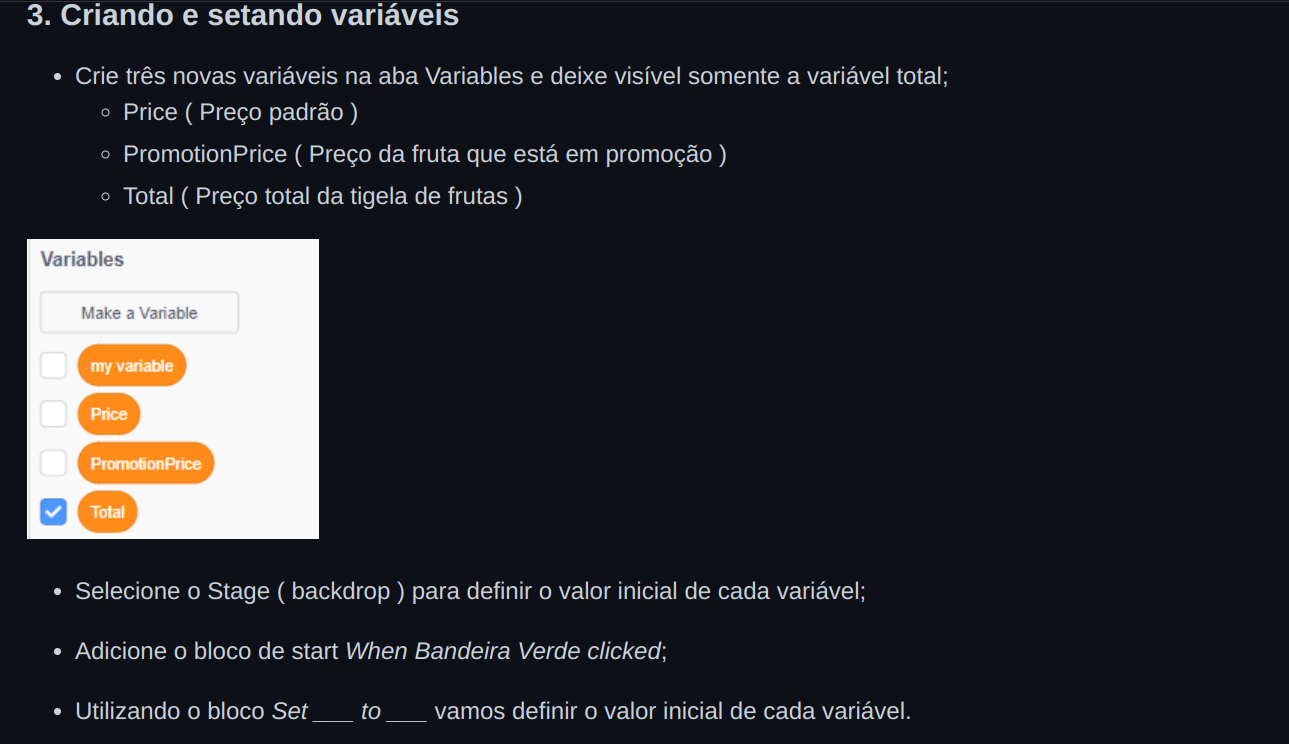 3. Criando e setando variáveis
• Crie três novas variáveis na aba Variables e deixe visível somente a variável total;
◦ Price ( Preço padrão )
◦ PromotionPrice ( Preço da fruta que está em promoção )
◦ Total ( Preço total da tigela de frutas )
Variables
Make a Variable
my variable
Price
PromotionPrice
Total
• Selecione o Stage ( backdrop ) para definir o valor inicial de cada variável;
• Adicione o bloco de start When Bandeira Verde clicked;
• Utilizando o bloco Set ___ to ___ vamos definir o valor inicial de cada variável.